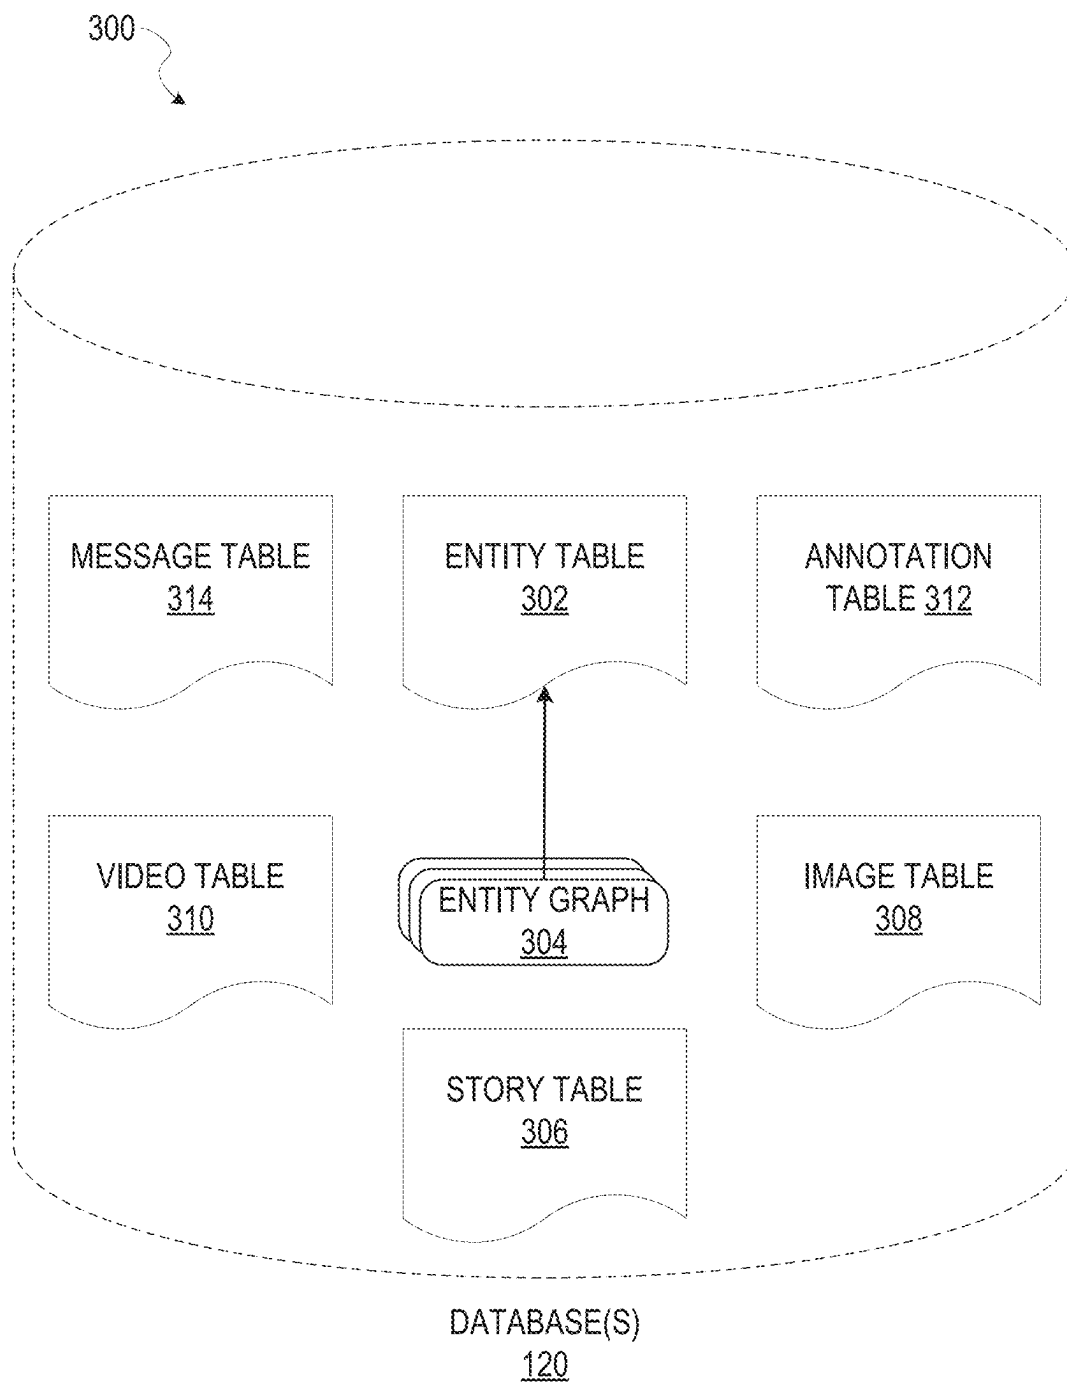 300
MESSAGE TABLE
314
ENTITY TABLE
302
ANNOTATION
TABLE 312
VIDEO TABLE
310
ENTITY GRAPH
304
IMAGE TABLE
308
STORY TABLE
306
DATABASE(S)
120